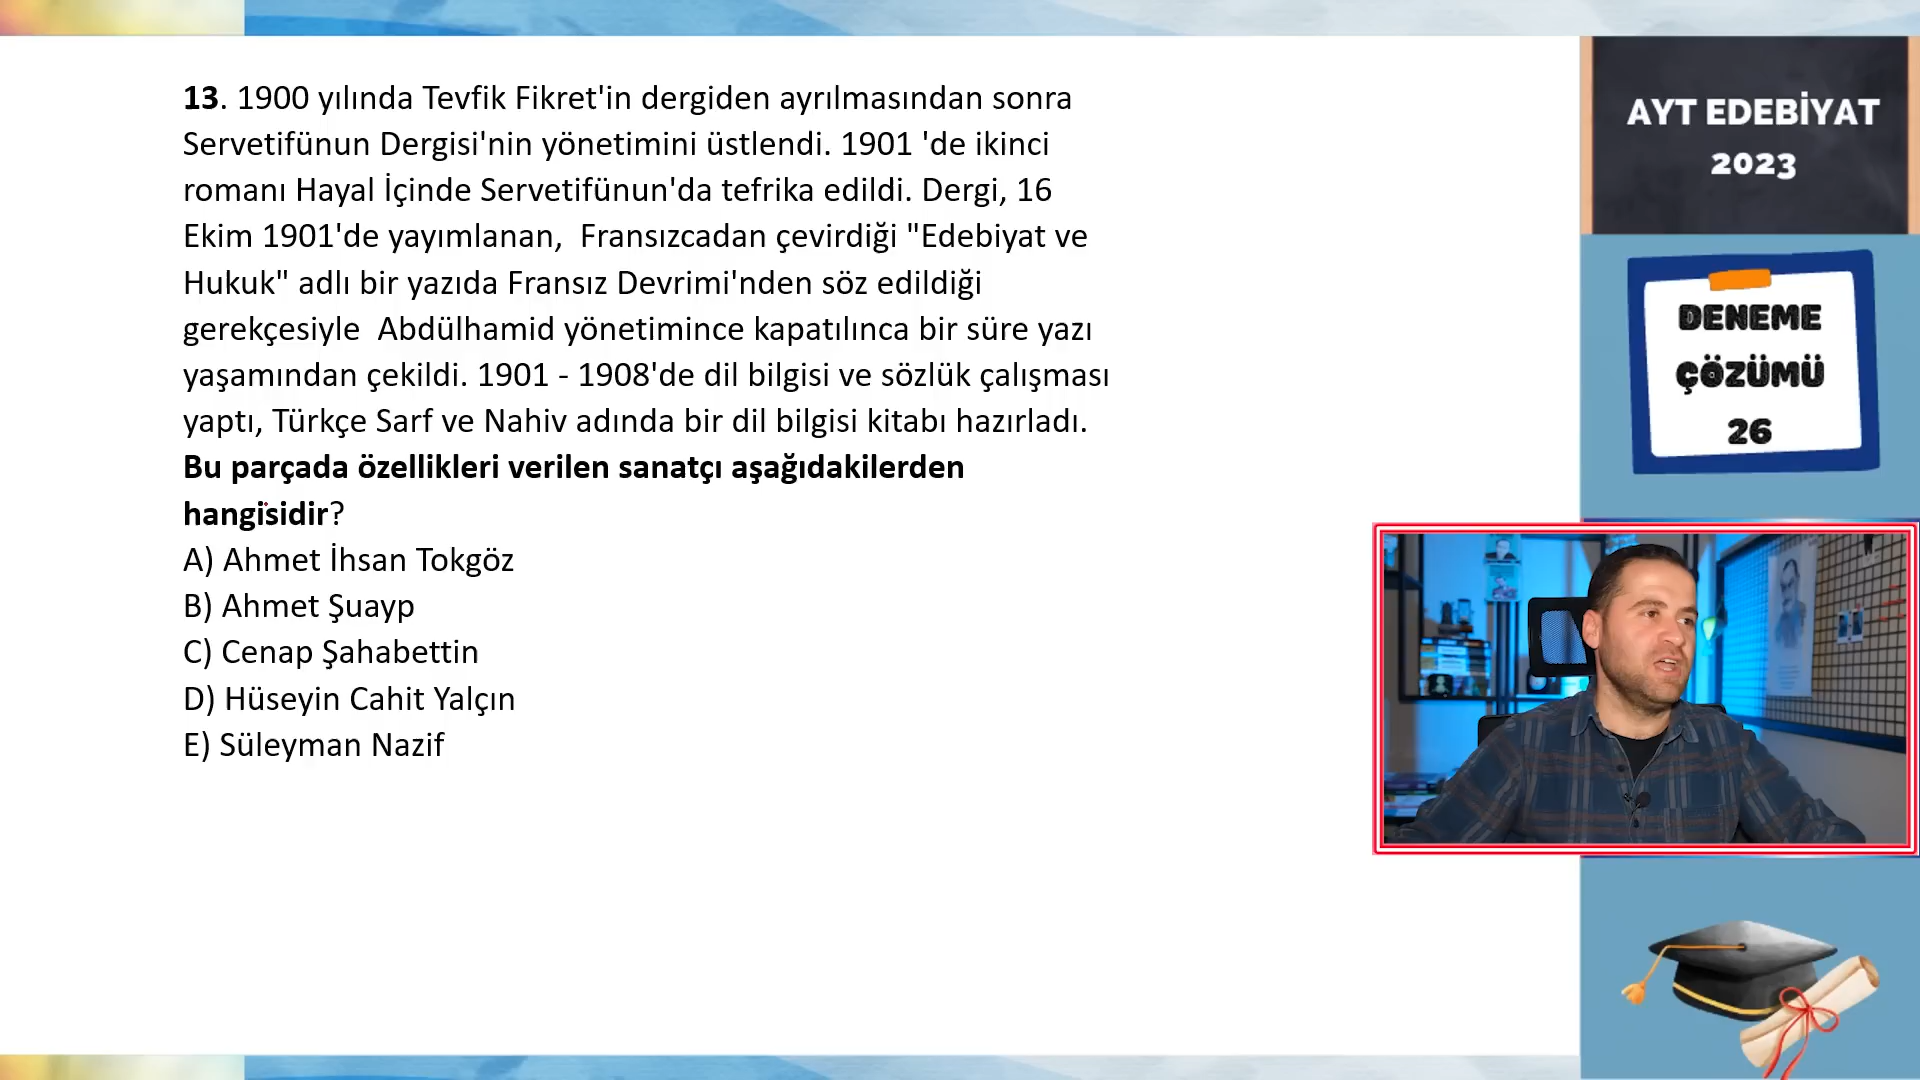 13. 1900 yılında Tevfik Fikret'in dergiden ayrılmasından sonra
Servetifünun Dergisi'nin yönetimini üstlendi. 1901 'de ikinci
romanı Hayal İçinde Servetifünun'da tefrika edildi. Dergi, 16
Ekim 1901'de yayımlanan,  Fransızcadan çevirdiği "Edebiyat ve
Hukuk" adlı bir yazıda Fransız Devrimi'nden söz edildiği
gerekçesiyle  Abdülhamid yönetimince kapatılınca bir süre yazı
yaşamından çekildi. 1901 - 1908'de dil bilgisi ve sözlük çalışması
yaptı, Türkçe Sarf ve Nahiv adında bir dil bilgisi kitabı hazırladı.
Bu parçada özellikleri verilen sanatçı aşağıdakilerden
hangisidir?
A) Ahmet İhsan Tokgöz
B) Ahmet Şuayp
C) Cenap Şahabettin
D) Hüseyin Cahit Yalçın
E) Süleyman Nazif
AYT EDEBİYAT
2023
DENEME
ÇÖZÜMÜ
26